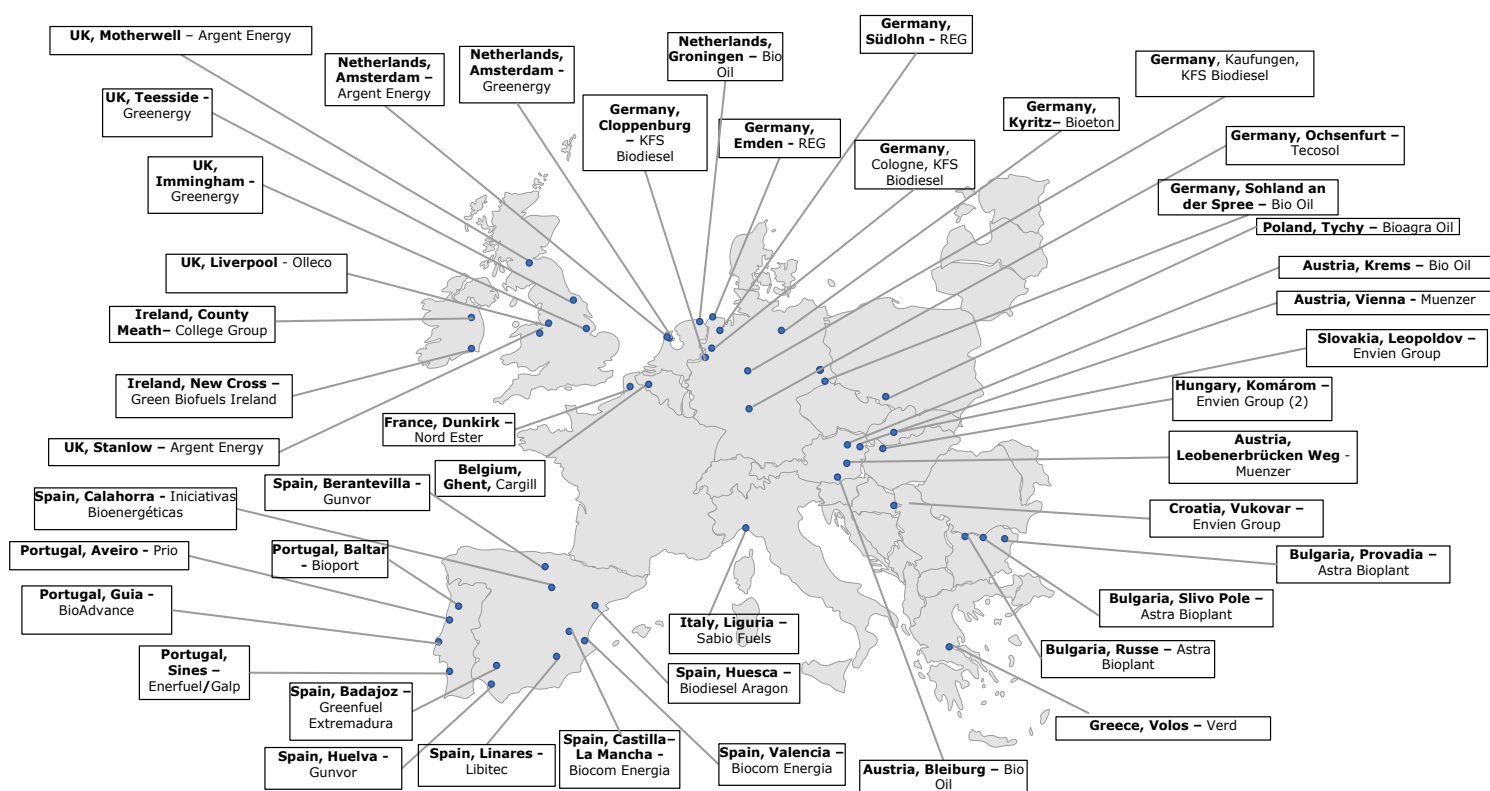 UK, Motherwell – Argent Energy
Netherlands,
Amsterdam –
Argent Energy
Netherlands,
Amsterdam -
Greenergy
Netherlands,
Groningen – Bio
Oil
Germany,
Südlohn - REG
Germany, Kaufungen,
KFS Biodiesel
UK, Teesside -
Greenergy
Germany,
Cloppenburg
– KFS
Biodiesel
Germany,
Emden - REG
Germany,
Kyritz– Bioeton
Germany,
Cologne, KFS
Biodiesel
Germany, Ochsenfurt –
Tecosol
UK,
Immingham -
Greenergy
Germany, Sohland an
der Spree – Bio Oil
Poland, Tychy – Bioagra Oil
UK, Liverpool - Olleco
Austria, Krems – Bio Oil
Austria, Vienna - Muenzer
Ireland, County
Meath– College Group
Slovakia, Leopoldov –
Envien Group
Ireland, New Cross –
Green Biofuels Ireland
Hungary, Komárom –
Envien Group (2)
France, Dunkirk –
Nord Ester
UK, Stanlow – Argent Energy
Austria,
Leobenerbrücken Weg -
Muenzer
Belgium,
Ghent, Cargill
Spain, Berantevilla -
Gunvor
Spain, Calahorra - Iniciativas
Bioenergéticas
Croatia, Vukovar –
Envien Group
Portugal, Aveiro - Prio
Portugal, Baltar
- Bioport
Bulgaria, Provadia –
Astra Bioplant
Portugal, Guia -
BioAdvance
Bulgaria, Slivo Pole –
Astra Bioplant
Italy, Liguria –
Sabio Fuels
Bulgaria, Russe – Astra
Bioplant
Portugal,
Sines –
Enerfuel/Galp
Spain, Huesca –
Biodiesel Aragon
Spain, Badajoz –
Greenfuel
Extremadura
Greece, Volos – Verd
Spain, Huelva -
Gunvor
Spain, Linares -
Libitec
Spain, Castilla–
La Mancha -
Biocom Energia
Spain, Valencia –
Biocom Energia
Austria, Bleiburg – Bio
Oil